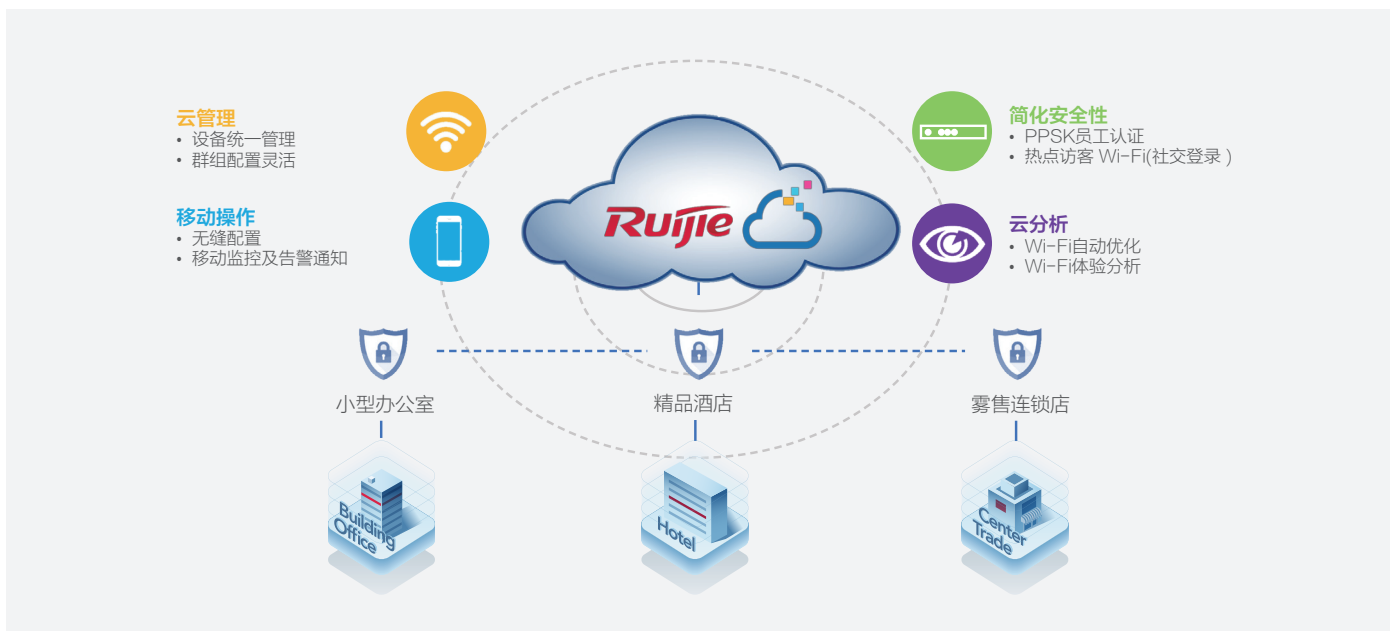 云管理
• 设备统一管理
• 群组配置灵活
移动操作
• 无缝配置
• 移动监控及告警通知
Ruijie
简化安全性
• PPSK员工认证
• 热点访客 Wi-Fi(社交登录 )
云分析
• Wi-Fi自动优化
• Wi-Fi体验分析
小型办公室
精品酒店
雾售连锁店
Building
Office
Hotel
Center
Trade